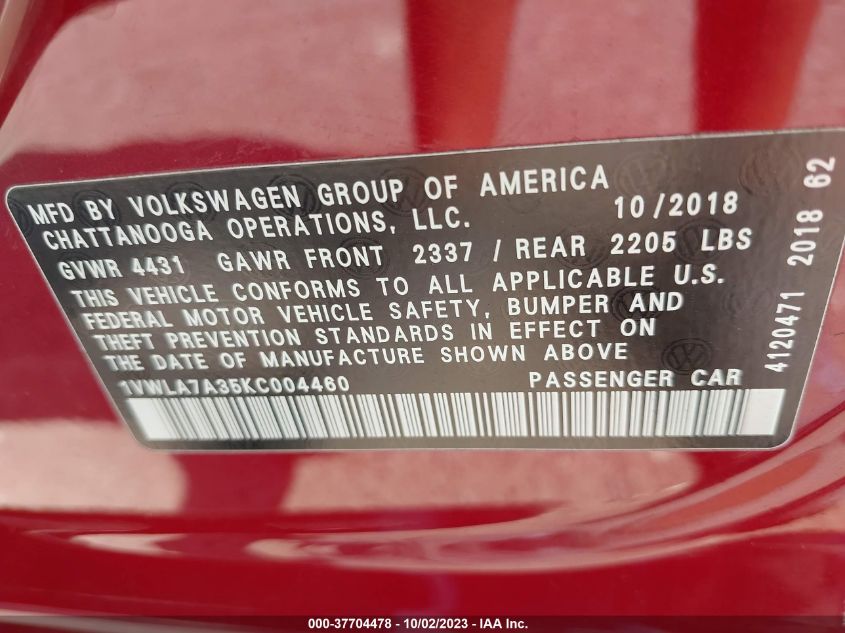 MFD BY VOLKSWAGEN GROUP OF AMERICA
CHATTANOOGA OPERATIONS, LLC. 10/2018
GVWR 4431 GAWR FRONT 2337 / REAR 2205 LBS
THIS VEHICLE CONFORMS TO ALL APPLICABLE U.S.
FEDERAL MOTOR VEHICLE SAFETY, BUMPER AND
THEFT PREVENTION STANDARDS IN EFFECT ON
THE DATE OF MANUFACTURE SHOWN ABOVE
1VWLA7A35KC004460 PASSENGER CAR
4120471 2018 62
000-37704478 - 10/02/2023 - IAA Inc.